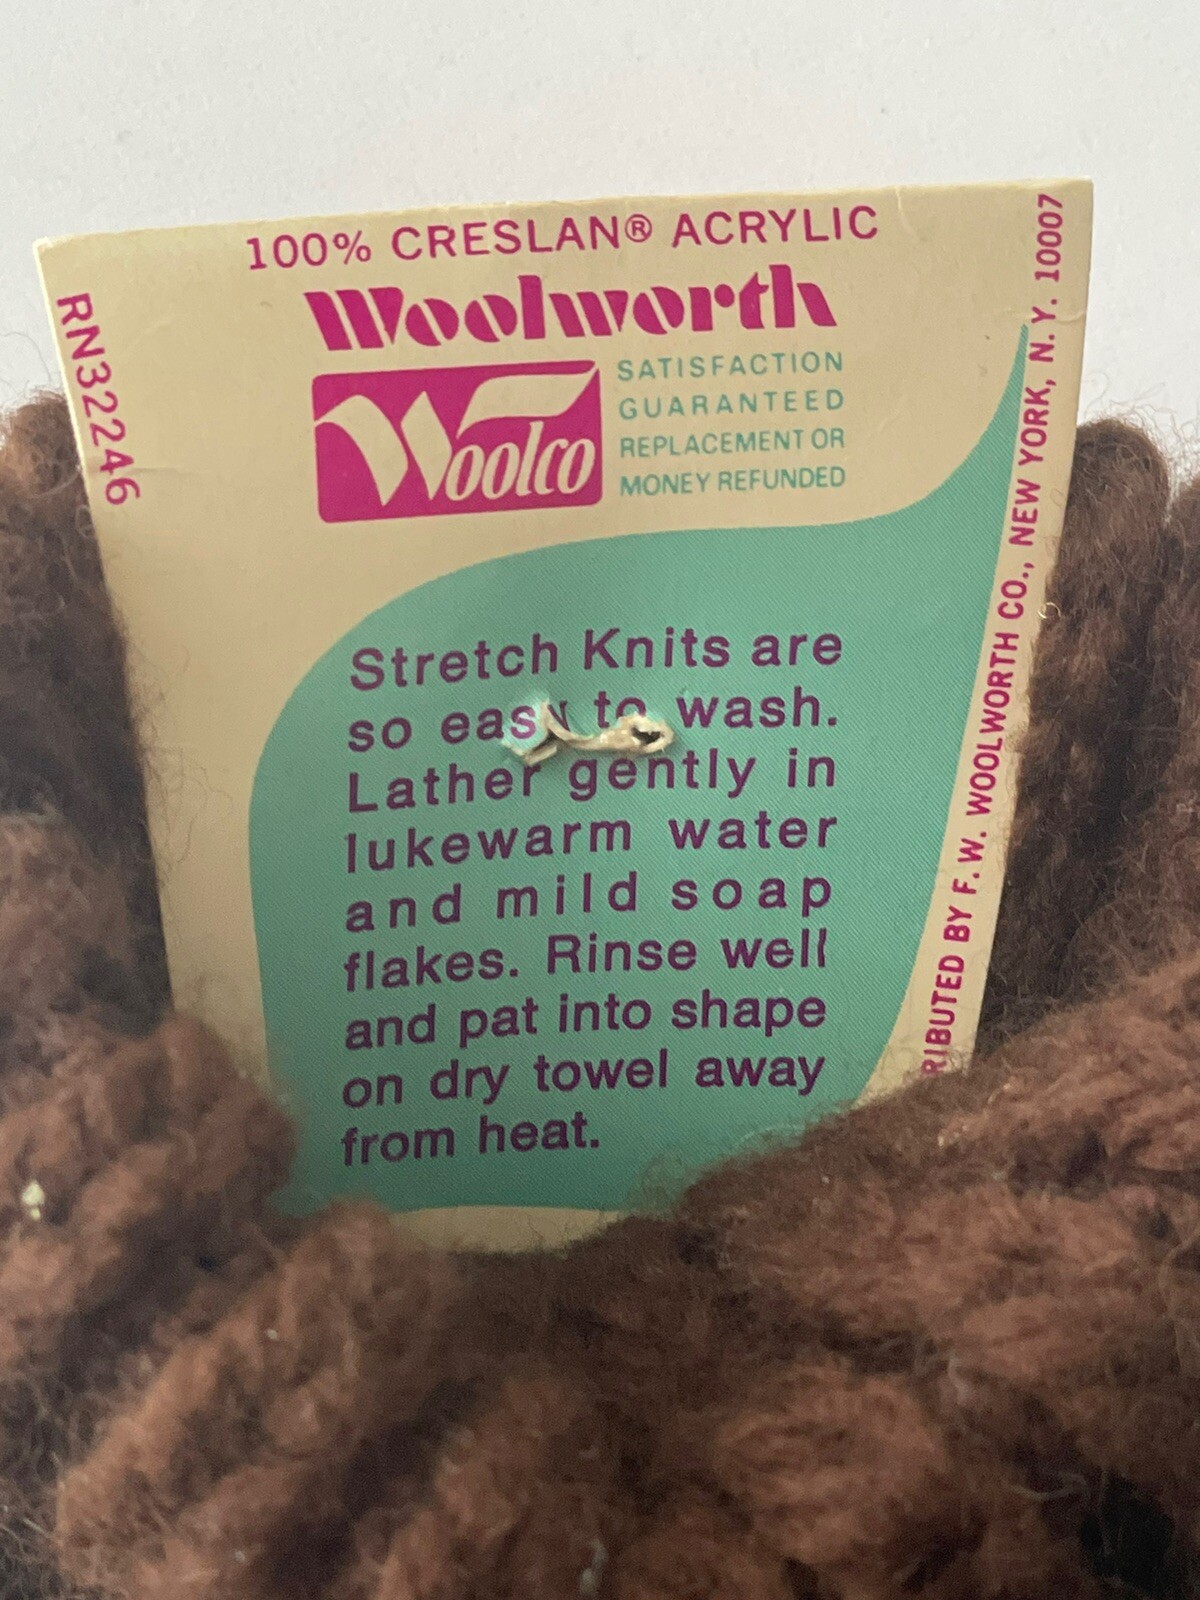 100% CRESLAN® ACRYLIC
Woolworth
Woolco
SATISFACTION
GUARANTEED
REPLACEMENT OR
MONEY REFUNDED
RN32246
Stretch Knits are
so easy to wash.
Lather gently in
lukewarm water
and mild soap
flakes. Rinse well
and pat into shape
on dry towel away
from heat.
RIBUTED BY F. W. WOOLWORTH CO., NEW YORK, N. Y. 10007